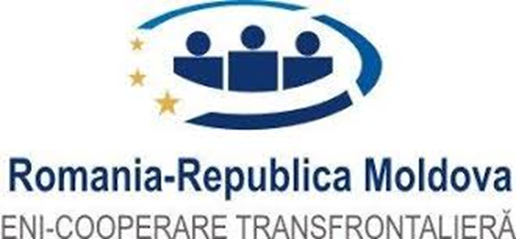 Romania-Republica Moldova
ENI-COOPERARE TRANSFRONTALIERĂ